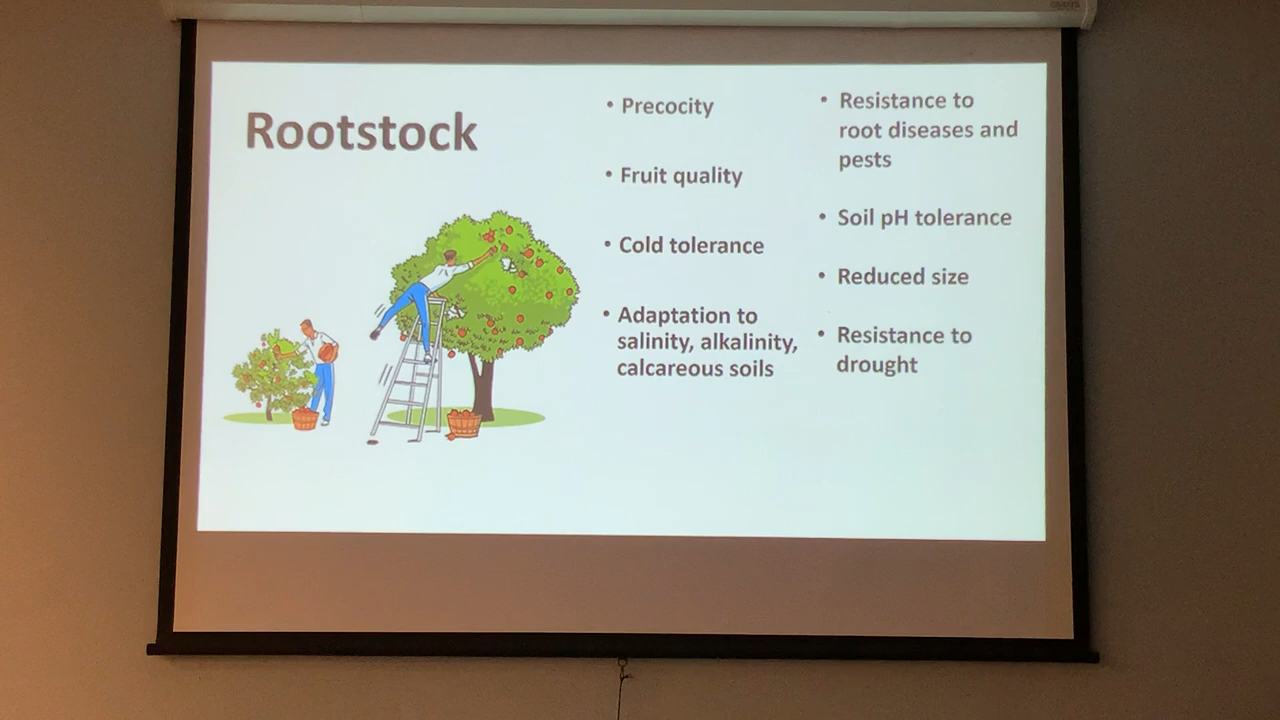 Rootstock
• Precocity
• Fruit quality
• Cold tolerance
• Adaptation to
salinity, alkalinity,
calcareous soils
• Resistance to
root diseases and
pests
• Soil pH tolerance
• Reduced size
• Resistance to
drought